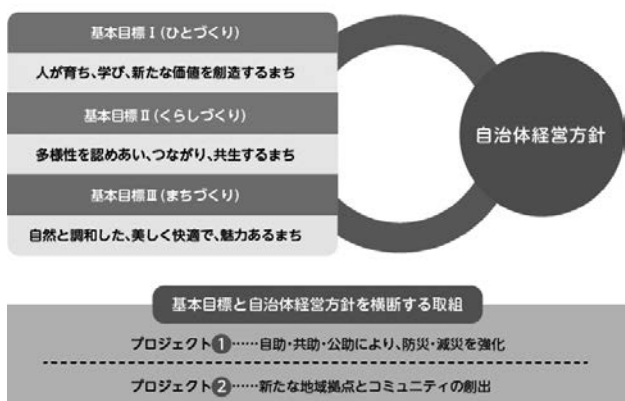 基本目標Ⅰ(ひとづくり)
人が育ち、学び、新たな価値を創造するまち
基本目標Ⅱ(くらしづくり)
多様性を認めあい、つながり、共生するまち
基本目標Ⅲ(まちづくり)
自然と調和した、美しく快適で、魅力あるまち
自治体経営方針
基本目標と自治体経営方針を横断する取組
プロジェクト❶……自助・共助・公助により、防災・減災を強化
プロジェクト❷……新たな地域拠点とコミュニティの創出